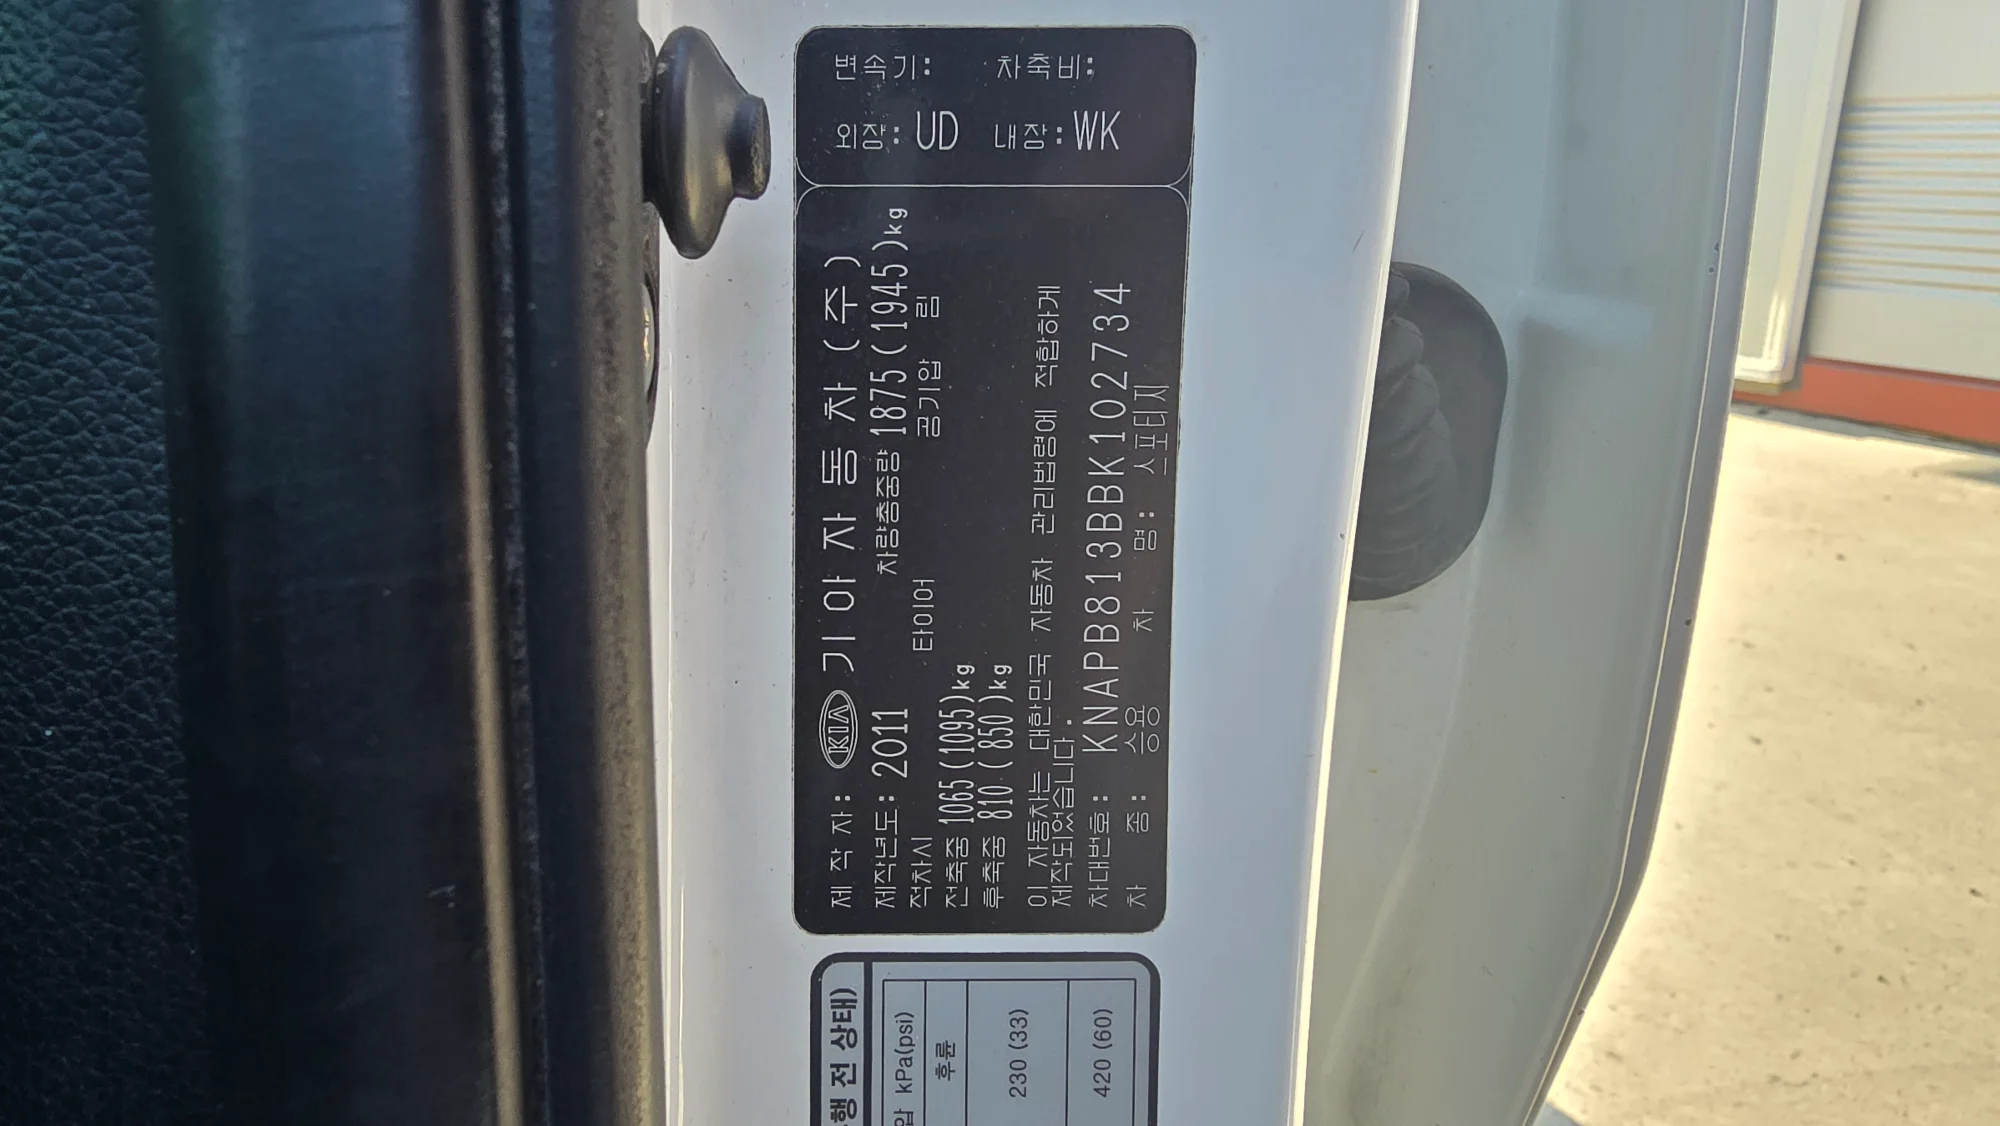 변속기: 차축비:
외장: UD 내장: WK
제 작 자: KIA 기아자동차(주)
제작년도: 2011 차량총중량 1875(1945)kg
적차시 타이어 공기압 림
전축중 1065(1095)kg
후축중 810(850)kg
이 자동차는 대한민국 자동차 관리법령에 적합하게
제작되었습니다.
차대번호: KNAPB813BBK102734
차 종: 승용 차 명: 스포티지
행 전 상태)
압 kPa(psi)
후륜
230 (33)
420 (60)